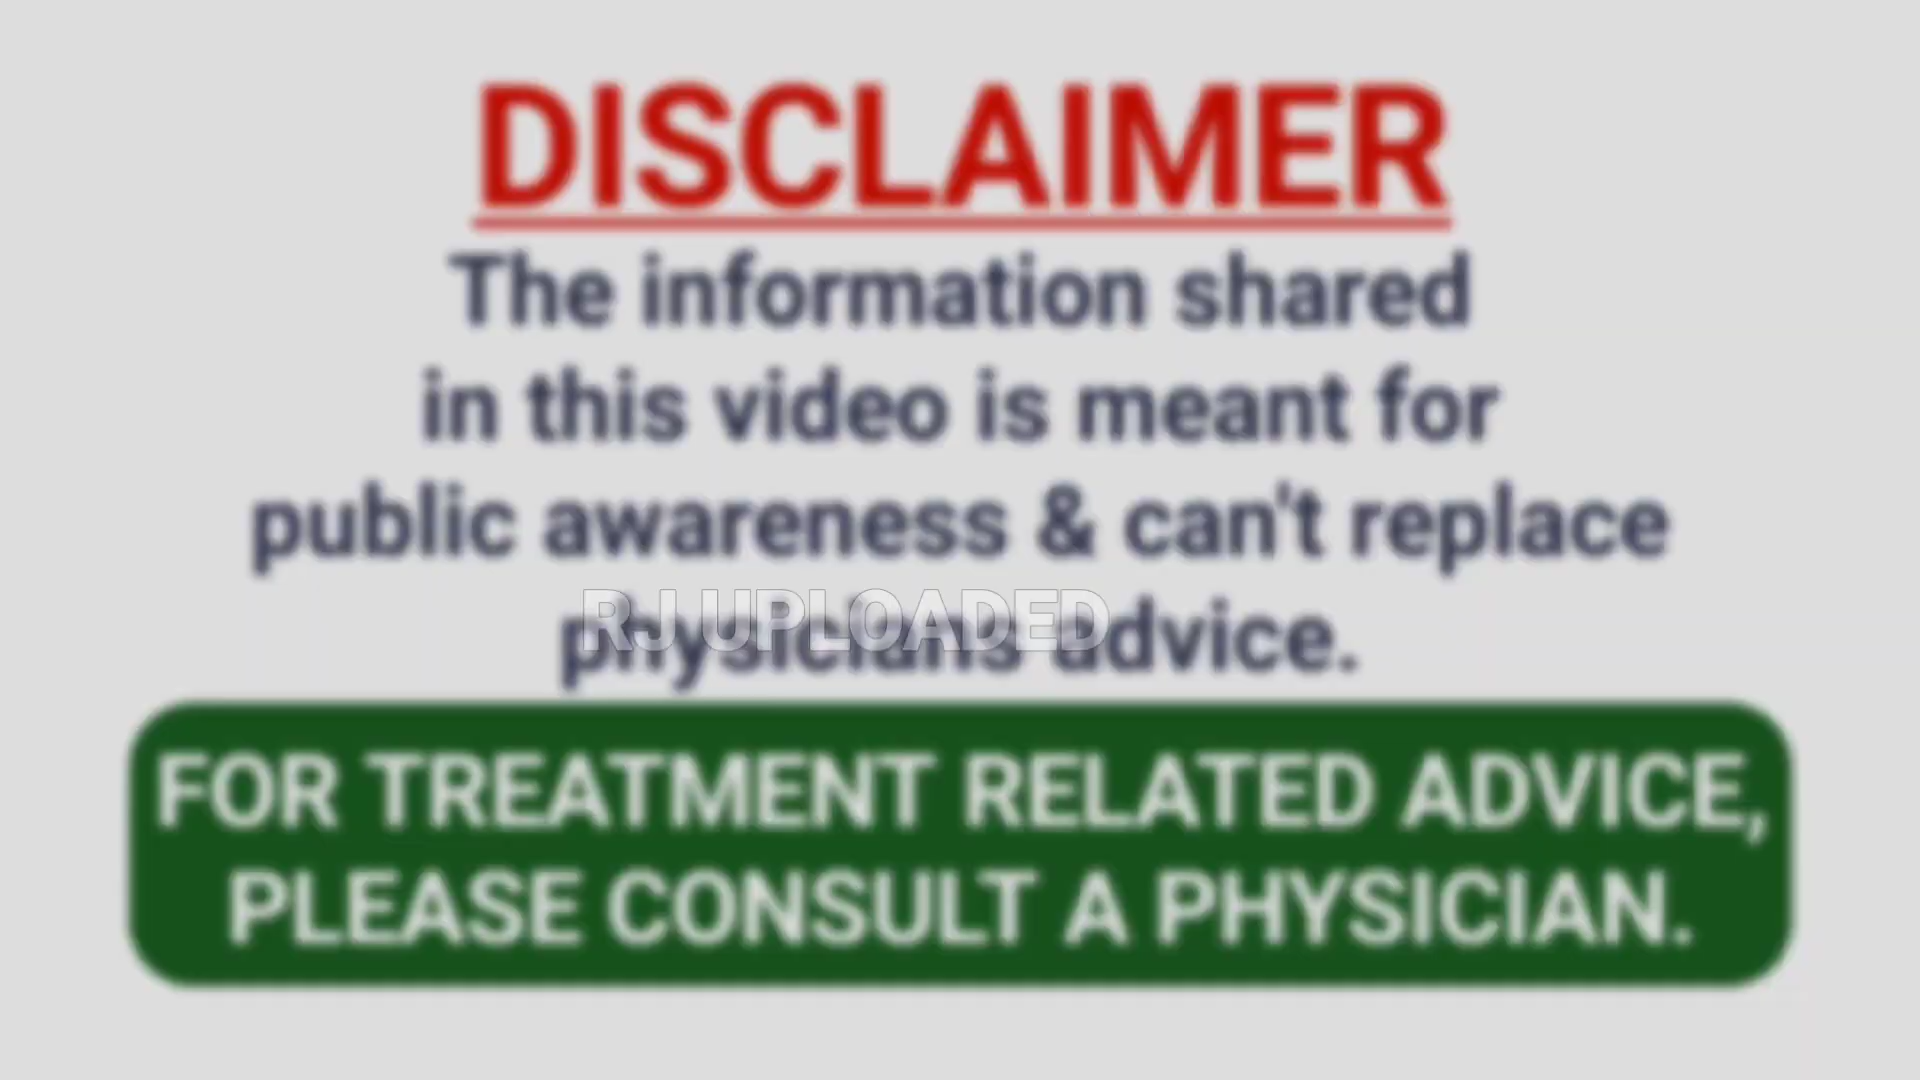 DISCLAIMER
The information shared
in this video is meant for
public awareness & can't replace
physicians advice.
RJ UPLOADED
FOR TREATMENT RELATED ADVICE,
PLEASE CONSULT A PHYSICIAN.